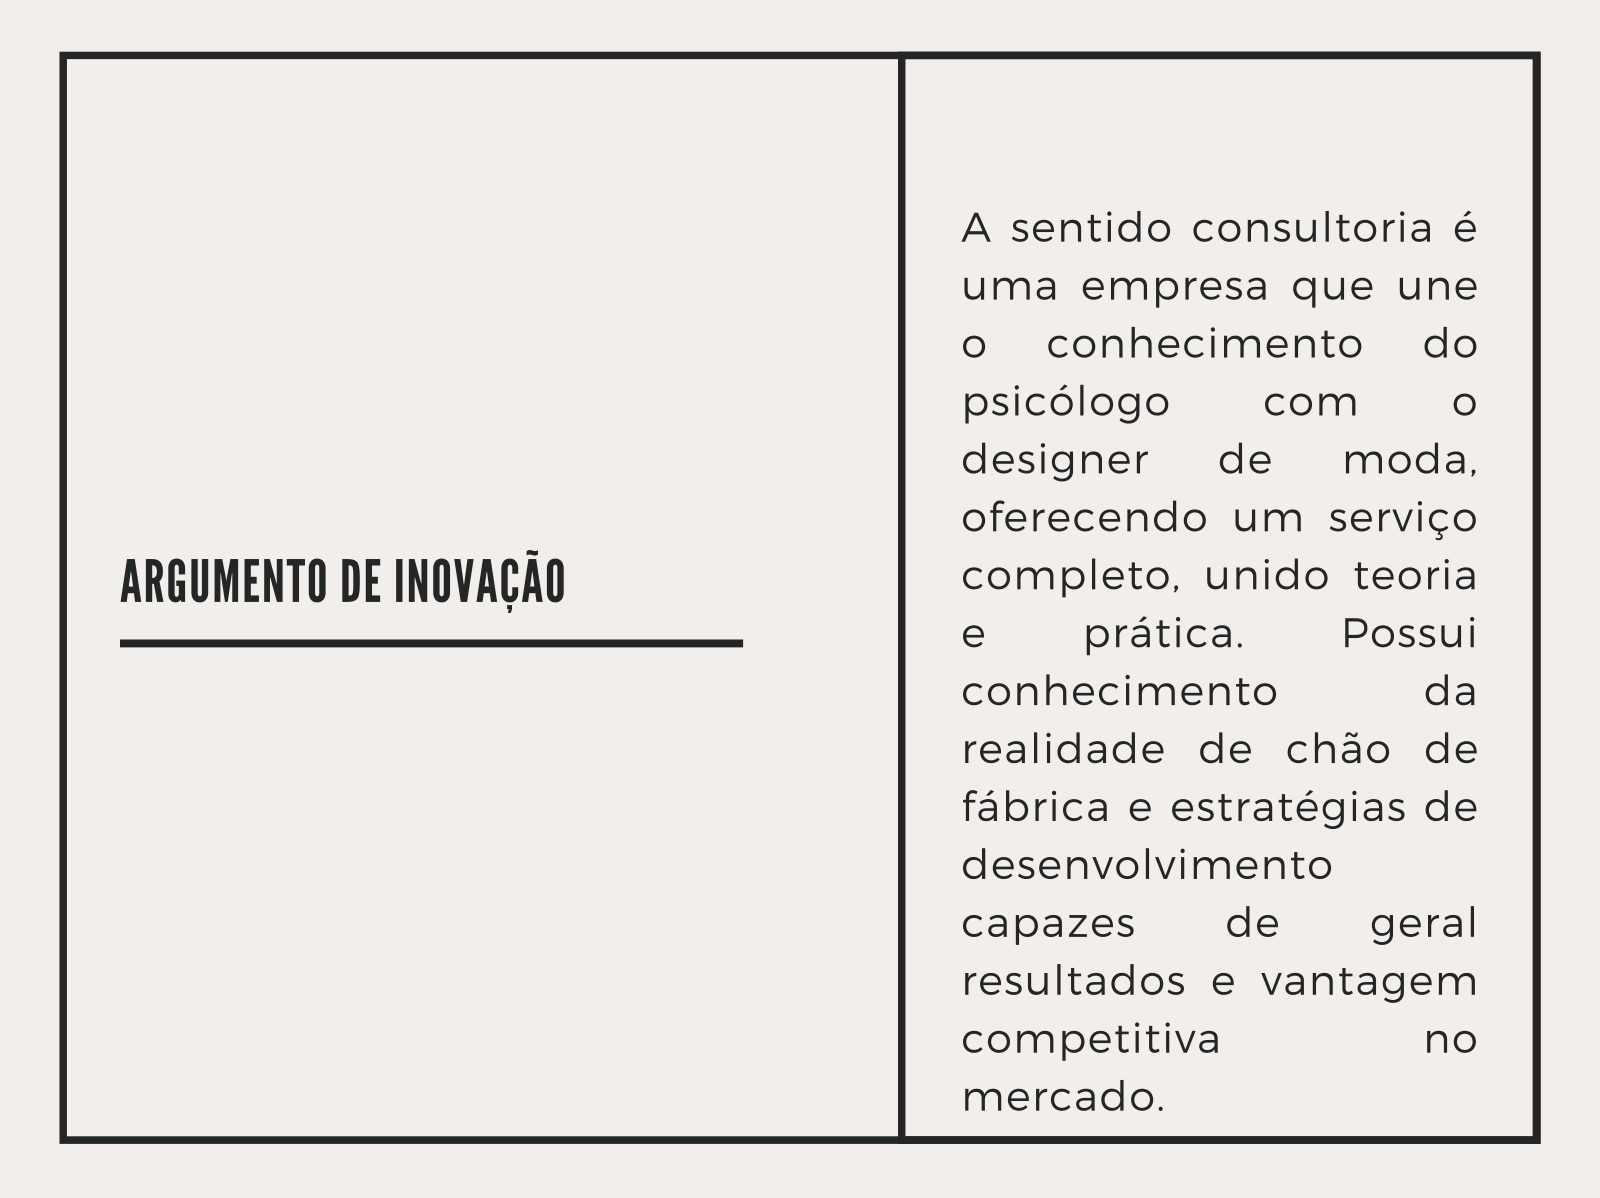 ARGUMENTO DE INOVAÇÃO
A sentido consultoria é
uma empresa que une
o conhecimento do
psicólogo com o
designer de moda,
oferecendo um serviço
completo, unido teoria
e prática. Possui
conhecimento da
realidade de chão de
fábrica e estratégias de
desenvolvimento
capazes de geral
resultados e vantagem
competitiva no
mercado.